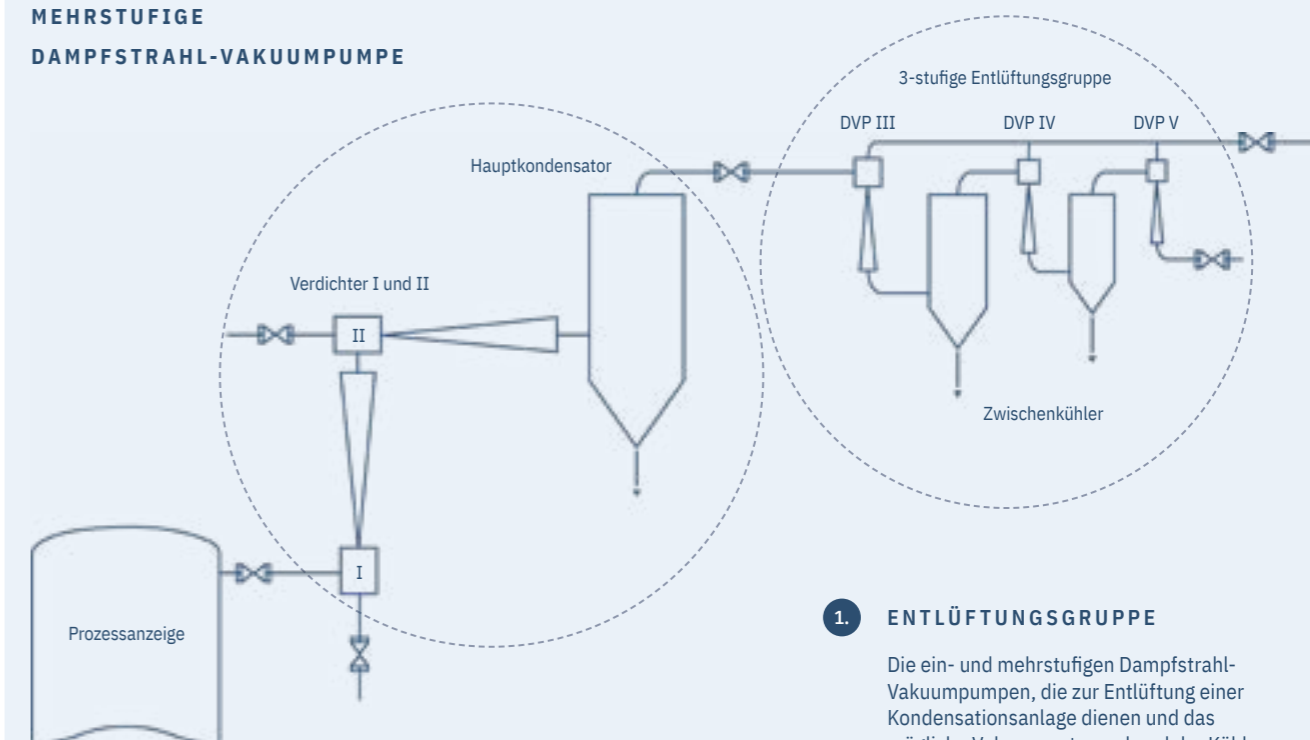 MEHRSTUFIGE
DAMPFSTRAHL-VAKUUMPUMPE
3-stufige Entlüftungsgruppe
DVP III
DVP IV
DVP V
Hauptkondensator
Verdichter I und II
II
Zwischenkühler
I
Prozessanzeige
1.
ENTLÜFTUNGSGRUPPE
Die ein- und mehrstufigen Dampfstrahl-
Vakuumpumpen, die zur Entlüftung einer
Kondensationsanlage dienen und das